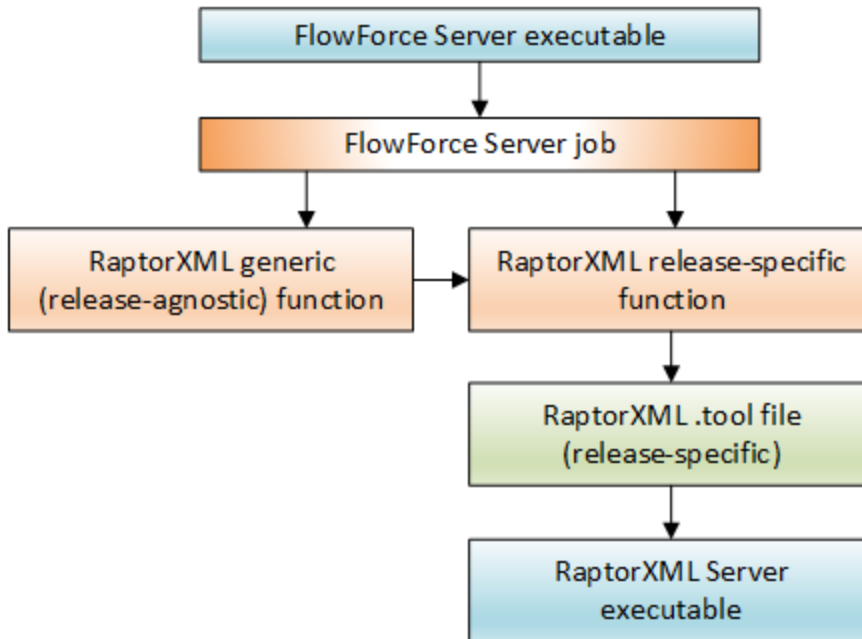 FlowForce Server executable
FlowForce Server job
RaptorXML generic
(release-agnostic) function
RaptorXML release-specific
function
RaptorXML .tool file
(release-specific)
RaptorXML Server
executable